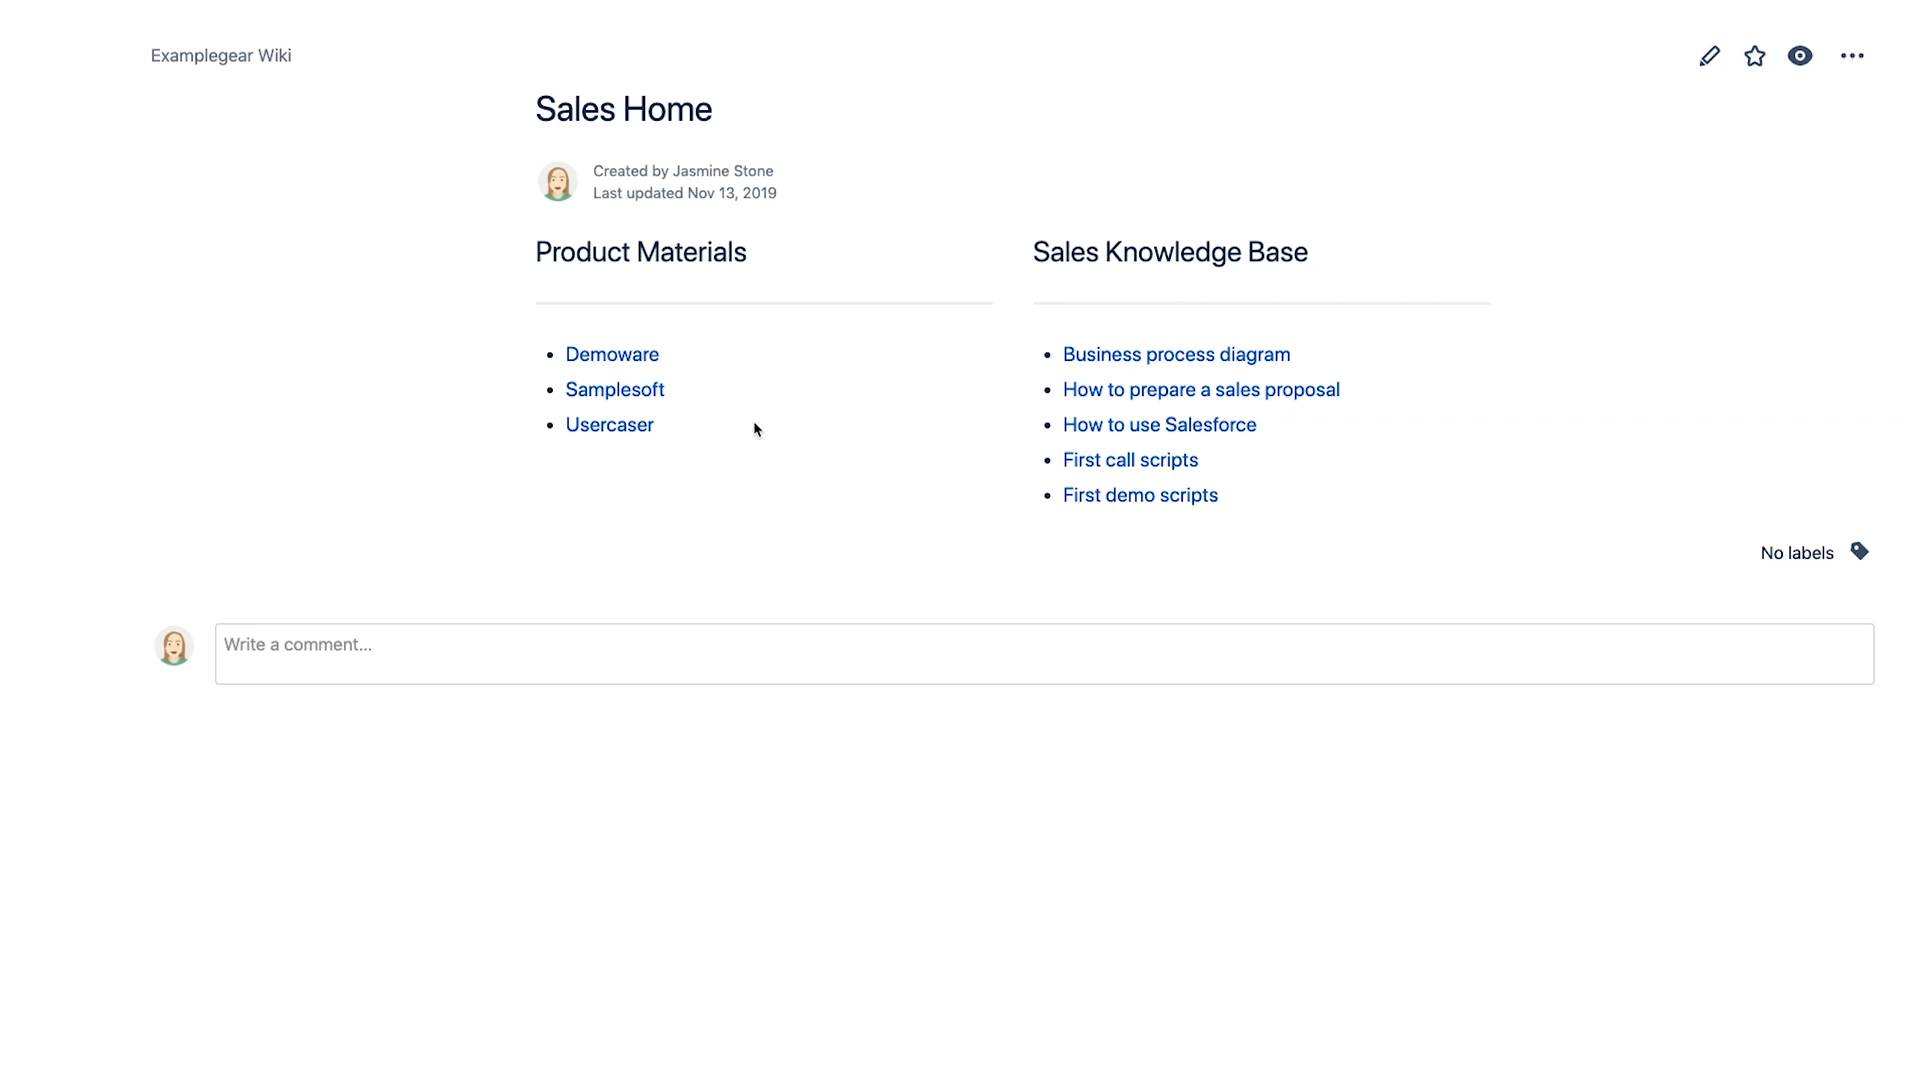 Examplegear Wiki
Sales Home
Created by Jasmine Stone
Last updated Nov 13, 2019
Product Materials
Demoware
Samplesoft
Usercaser
Sales Knowledge Base
Business process diagram
How to prepare a sales proposal
How to use Salesforce
First call scripts
First demo scripts
No labels
Write a comment...